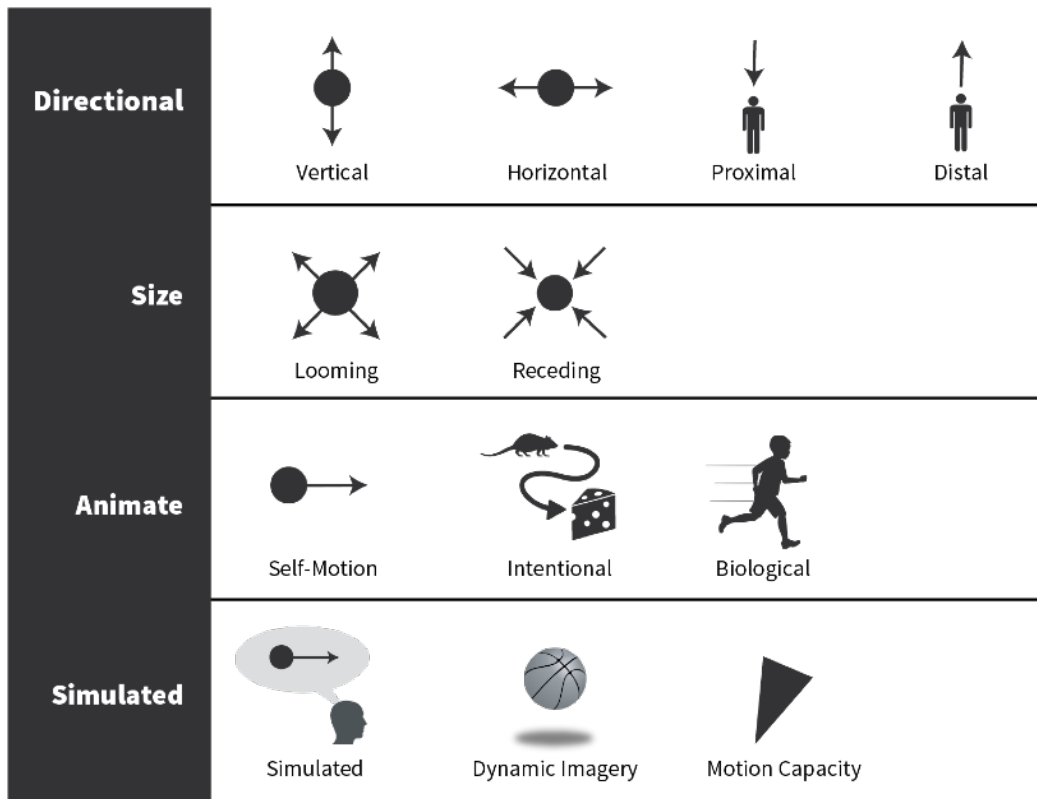 Directional
Vertical
Horizontal
Proximal
Distal
Size
Looming
Receding
Animate
Self-Motion
Intentional
Biological
Simulated
Simulated
Dynamic Imagery
Motion Capacity